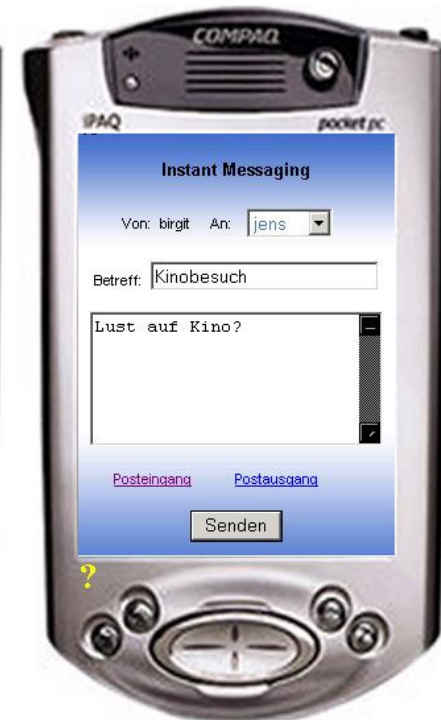 COMPAQ
iPAQ pocket pc
Instant Messaging
Von: birgit An: jens
Betreff: Kinobesuch
Lust auf Kino?
Posteingang Postausgang
Senden
?